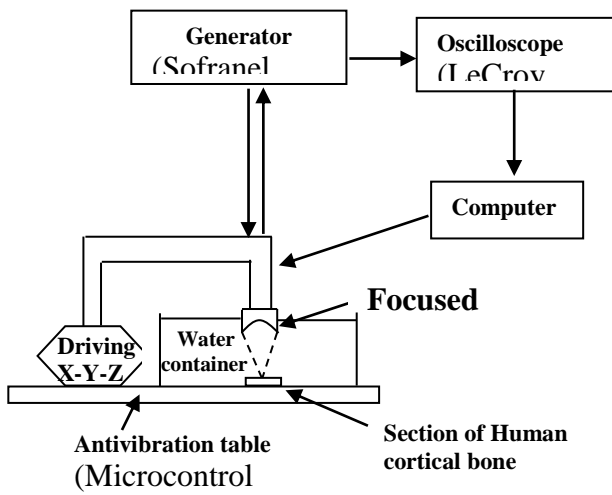 Generator
(Sofranel
Oscilloscope
(LeCroy
Computer
Focused
Water
container
Driving
X-Y-Z
Antivibration table
(Microcontrol
Section of Human
cortical bone